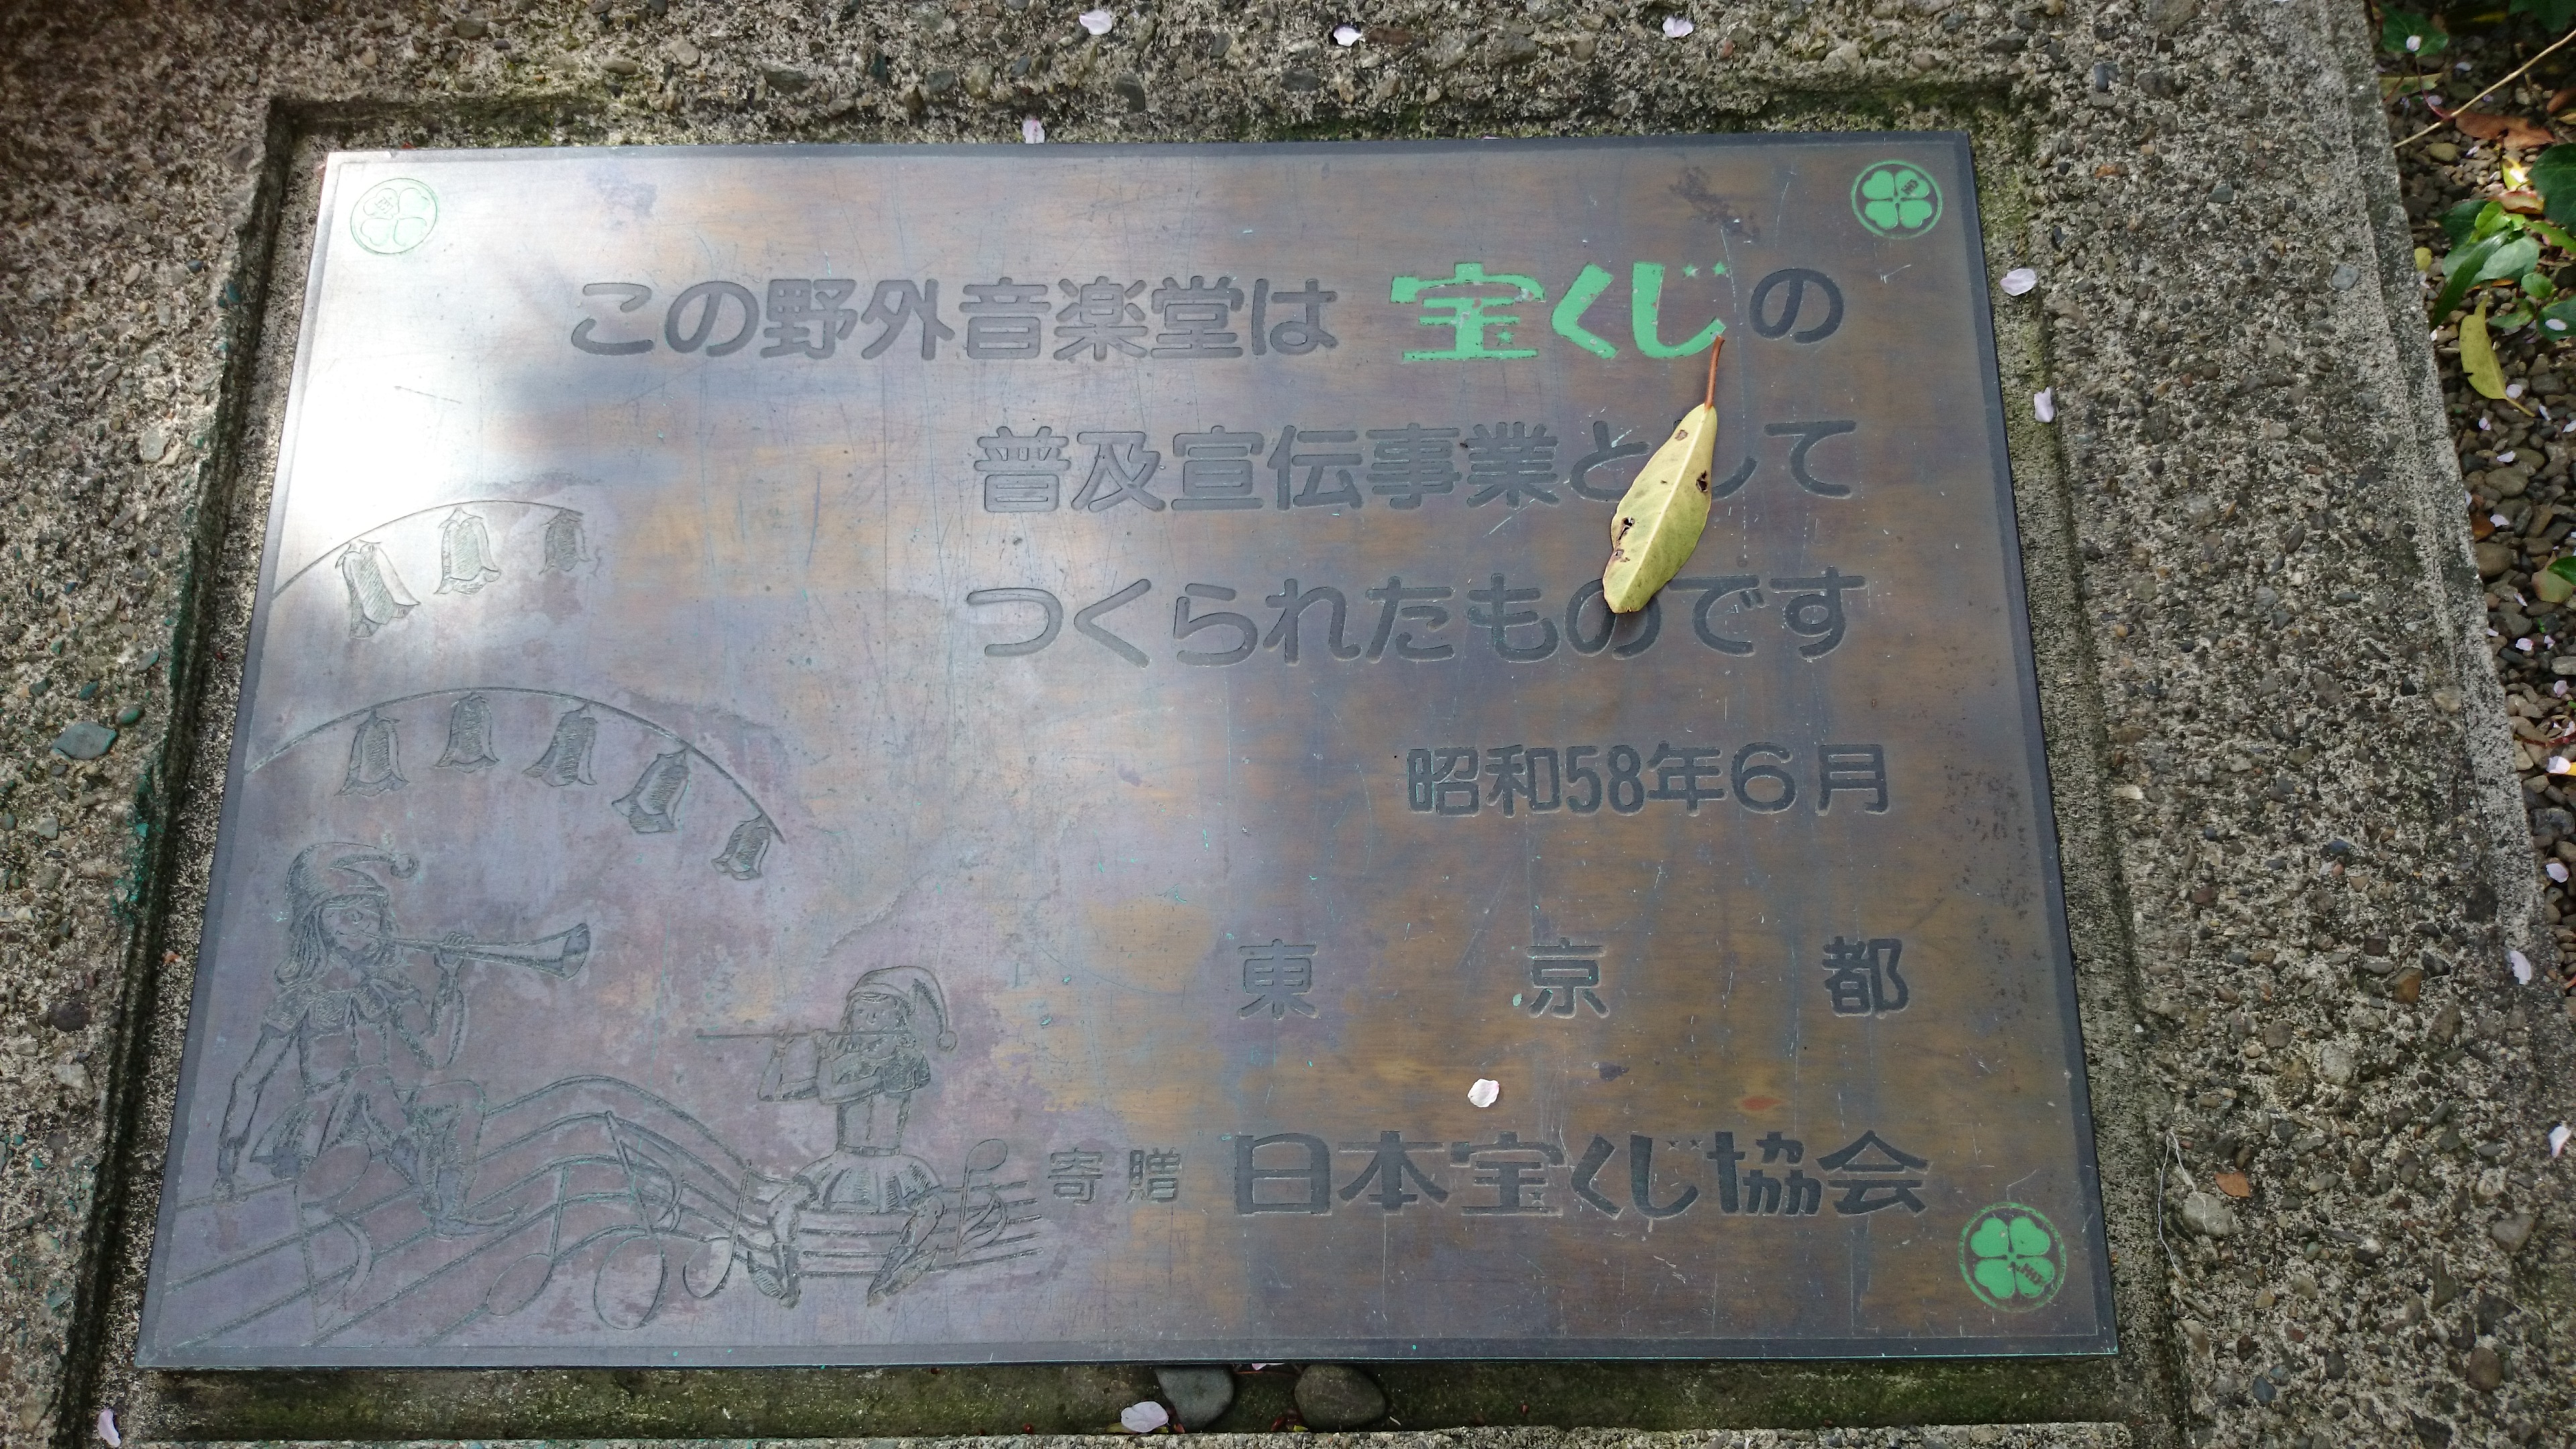 この野外音楽堂は 宝くじの
普及宣伝事業として
つくられたものです
昭和58年6月
東京都
寄贈 日本宝くじ協会